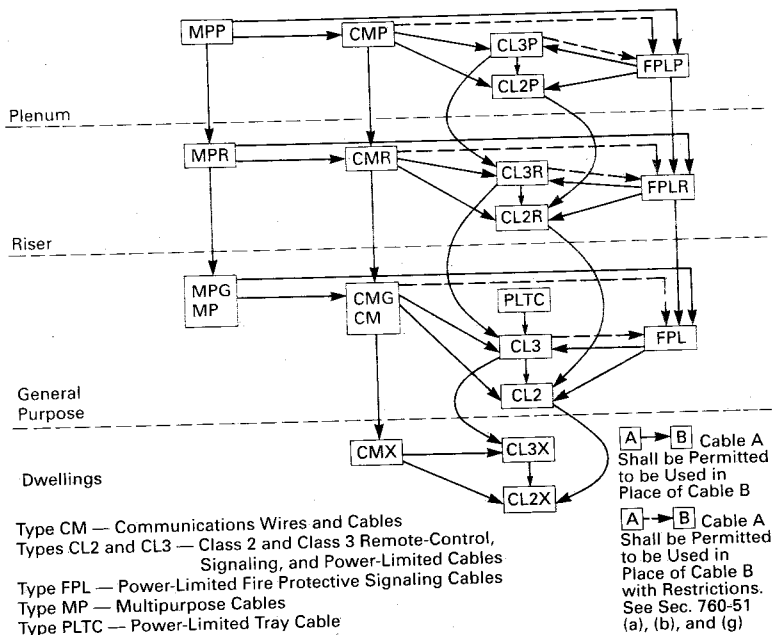 MPP
CMP
CL3P
FPLP
CL2P
Plenum
MPR
CMR
CL3R
FPLR
CL2R
Riser
MPG
MP
CMG
CM
PLTC
CL3
FPL
CL2
General
Purpose
CMX
CL3X
CL2X
Dwellings
A B Cable A
Shall be Permitted
to be Used in
Place of Cable B
A B Cable A
Shall be Permitted
to be Used in
Place of Cable B
with Restrictions.
See Sec. 760-51
(a), (b), and (g)
Type CM — Communications Wires and Cables
Types CL2 and CL3 — Class 2 and Class 3 Remote-Control,
Signaling, and Power-Limited Cables
Type FPL — Power-Limited Fire Protective Signaling Cables
Type MP — Multipurpose Cables
Type PLTC — Power-Limited Tray Cable